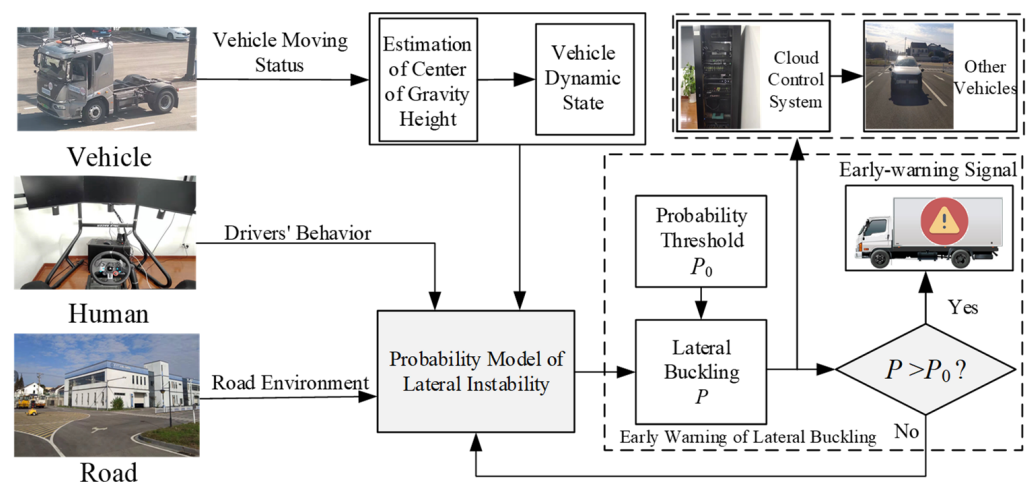 Vehicle Moving
Status
Vehicle
Estimation
of Center
of Gravity
Height
Vehicle
Dynamic
State
Cloud
Control
System
Other
Vehicles
Drivers' Behavior
Human
Road Environment
Road
Probability Model of
Lateral Instability
Probability
Threshold
P0
Lateral
Buckling
P
Early Warning of Lateral Buckling
Early-warning Signal
Yes
P >P0 ?
No